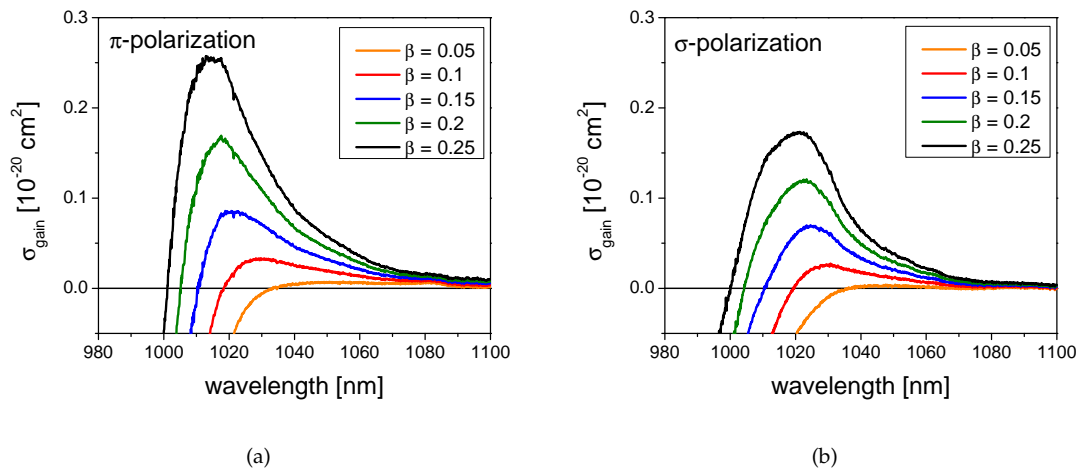 π-polarization
β = 0.05
β = 0.1
β = 0.15
β = 0.2
β = 0.25
0.3
0.2
0.1
0.0
σgain [10-20 cm2]
980 1000 1020 1040 1060 1080 1100
wavelength [nm]
(a)
σ-polarization
β = 0.05
β = 0.1
β = 0.15
β = 0.2
β = 0.25
0.3
0.2
0.1
0.0
σgain [10-20 cm2]
980 1000 1020 1040 1060 1080 1100
wavelength [nm]
(b)